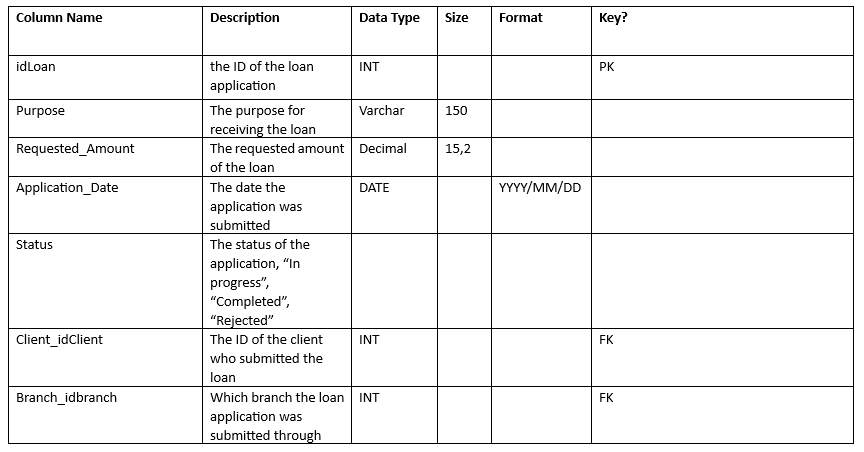 Column Name Description Data Type Size Format Key?
idLoan the ID of the loan INT PK
application
Purpose The purpose for Varchar 150
receiving the loan
Requested_Amount The requested amount Decimal 15,2
of the loan
Application_Date The date the DATE YYYY/MM/DD
application was
submitted
Status The status of the
application, “In
progress”,
“Completed”,
“Rejected”
Client_idClient The ID of the client INT FK
who submitted the
loan
Branch_idbranch Which branch the loan INT FK
application was
submitted through